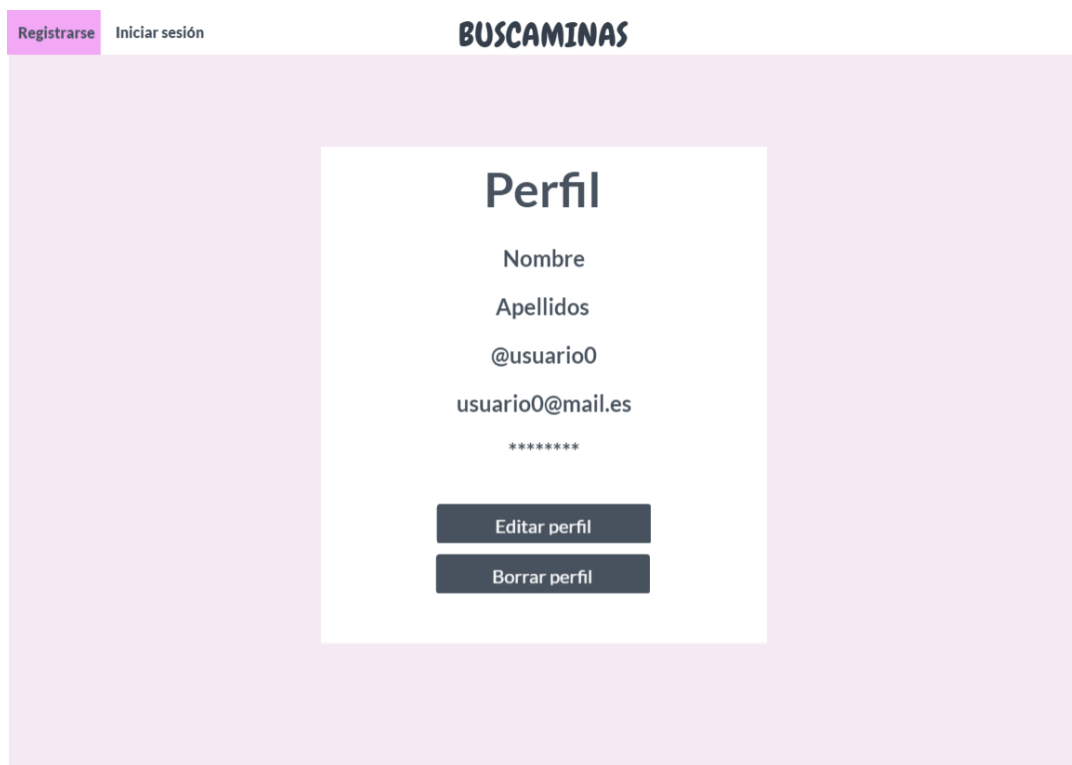 Registrarse Iniciar sesión BUSCAMINAS
Perfil
Nombre
Apellidos
@usuario0
usuario0@mail.es
********
Editar perfil
Borrar perfil